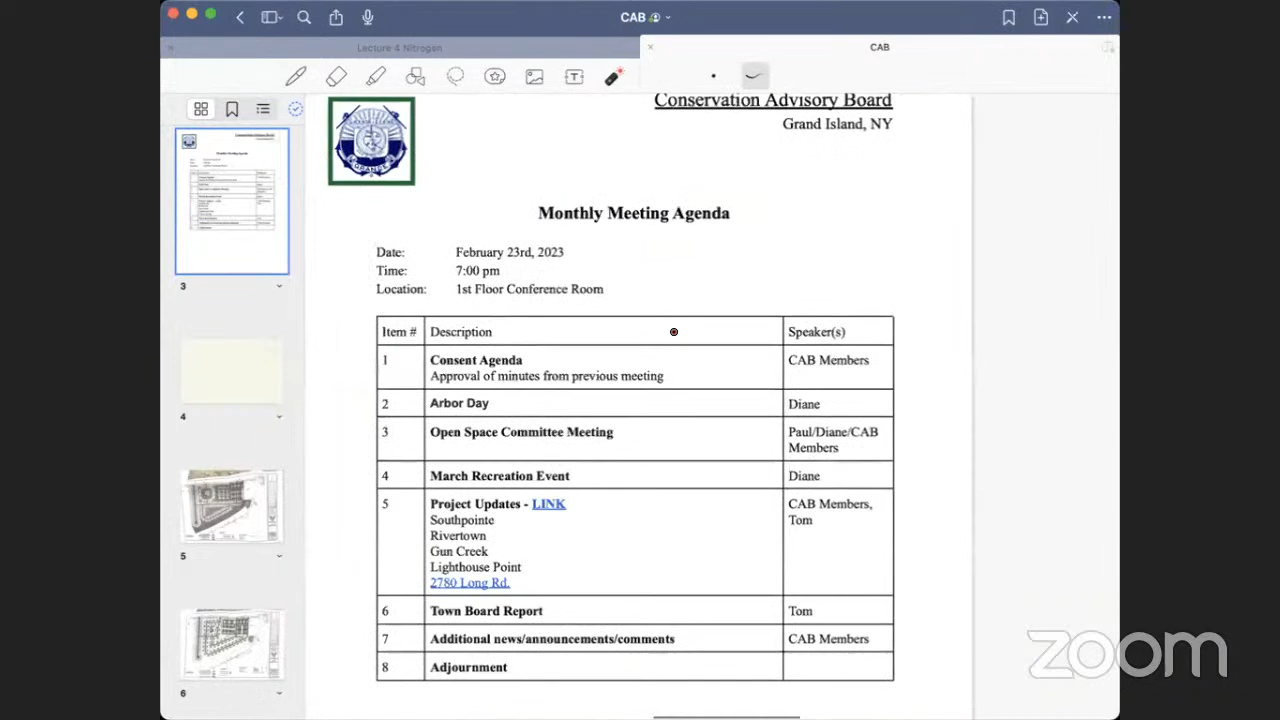 CAB
Lecture 4 Nitrogen
CAB
Conservation Advisory Board
Grand Island, NY
Monthly Meeting Agenda
Date: February 23rd, 2023
Time: 7:00 pm
Location: 1st Floor Conference Room
Item # Description Speaker(s)
1 Consent Agenda CAB Members
Approval of minutes from previous meeting
2 Arbor Day Diane
3 Open Space Committee Meeting Paul/Diane/CAB
Members
4 March Recreation Event Diane
5 Project Updates - LINK CAB Members,
Southpointe Tom
Rivertown
Gun Creek
Lighthouse Point
2780 Long Rd.
6 Town Board Report Tom
7 Additional news/announcements/comments CAB Members
8 Adjournment
3
4
5
6
zoom